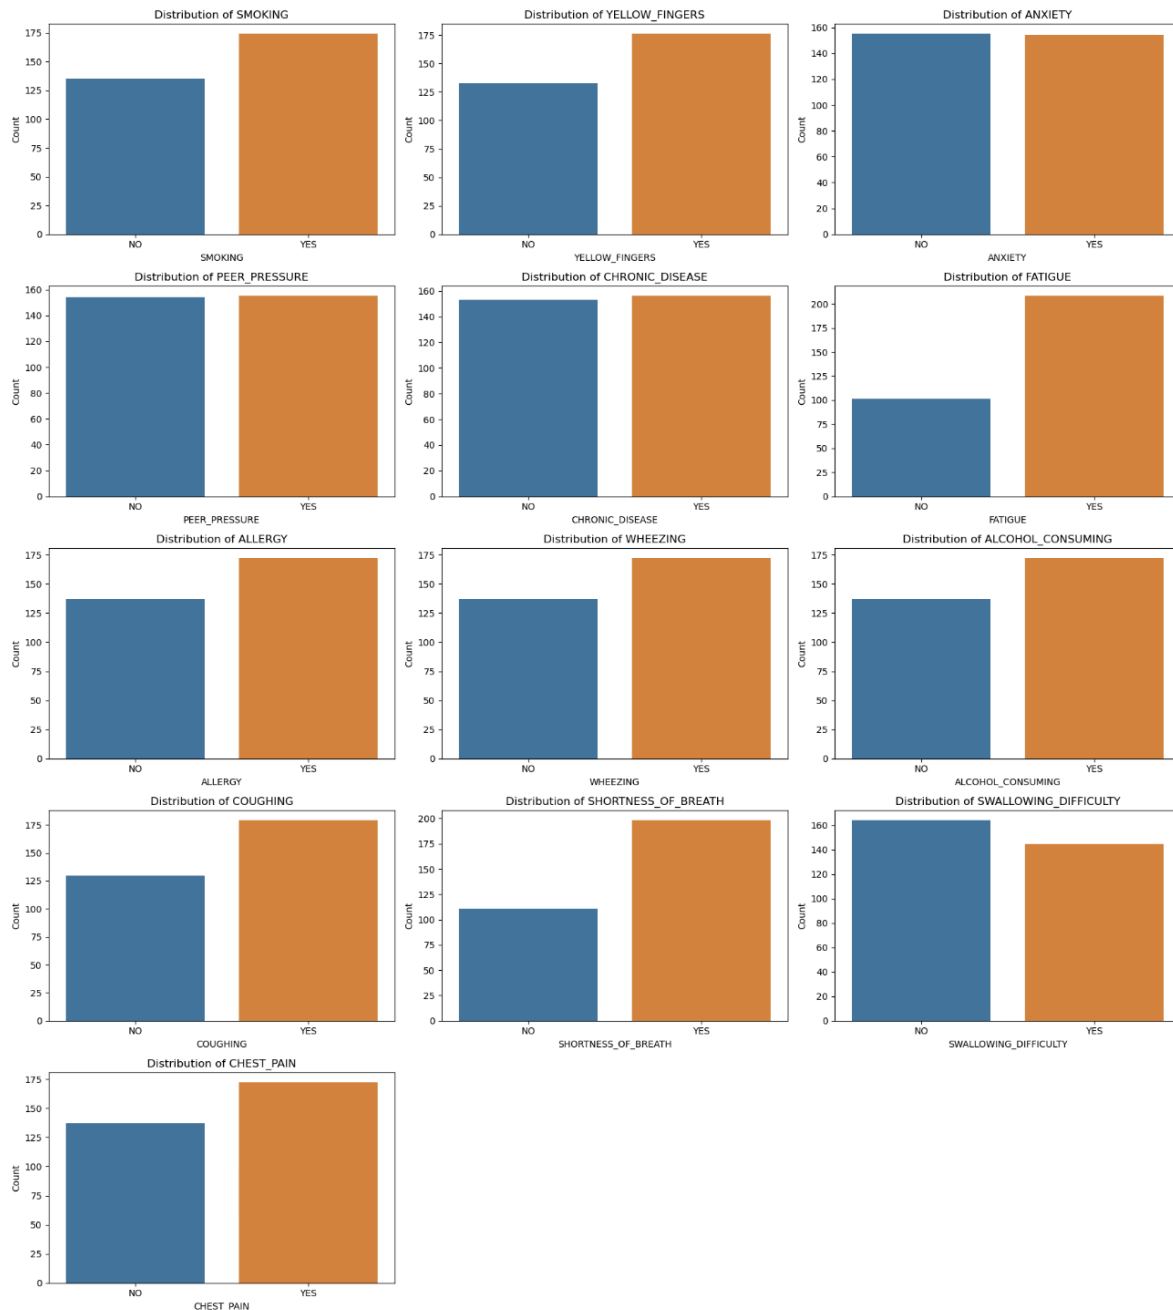 Distribution of SMOKING
175
150
125
100
75
50
25
0
Count
NO YES
SMOKING
Distribution of YELLOW_FINGERS
175
150
125
100
75
50
25
0
Count
NO YES
YELLOW_FINGERS
Distribution of ANXIETY
160
140
120
100
80
60
40
20
0
Count
NO YES
ANXIETY
Distribution of PEER_PRESSURE
160
140
120
100
80
60
40
20
0
Count
NO YES
PEER_PRESSURE
Distribution of CHRONIC_DISEASE
160
140
120
100
80
60
40
20
0
Count
NO YES
CHRONIC_DISEASE
Distribution of FATIGUE
200
175
150
125
100
75
50
25
0
Count
NO YES
FATIGUE
Distribution of ALLERGY
175
150
125
100
75
50
25
0
Count
NO YES
ALLERGY
Distribution of WHEEZING
175
150
125
100
75
50
25
0
Count
NO YES
WHEEZING
Distribution of ALCOHOL_CONSUMING
175
150
125
100
75
50
25
0
Count
NO YES
ALCOHOL_CONSUMING
Distribution of COUGHING
175
150
125
100
75
50
25
0
Count
NO YES
COUGHING
Distribution of SHORTNESS_OF_BREATH
200
175
150
125
100
75
50
25
0
Count
NO YES
SHORTNESS_OF_BREATH
Distribution of SWALLOWING_DIFFICULTY
160
140
120
100
80
60
40
20
0
Count
NO YES
SWALLOWING_DIFFICULTY
Distribution of CHEST_PAIN
175
150
125
100
75
50
25
0
Count
NO YES
CHEST_PAIN